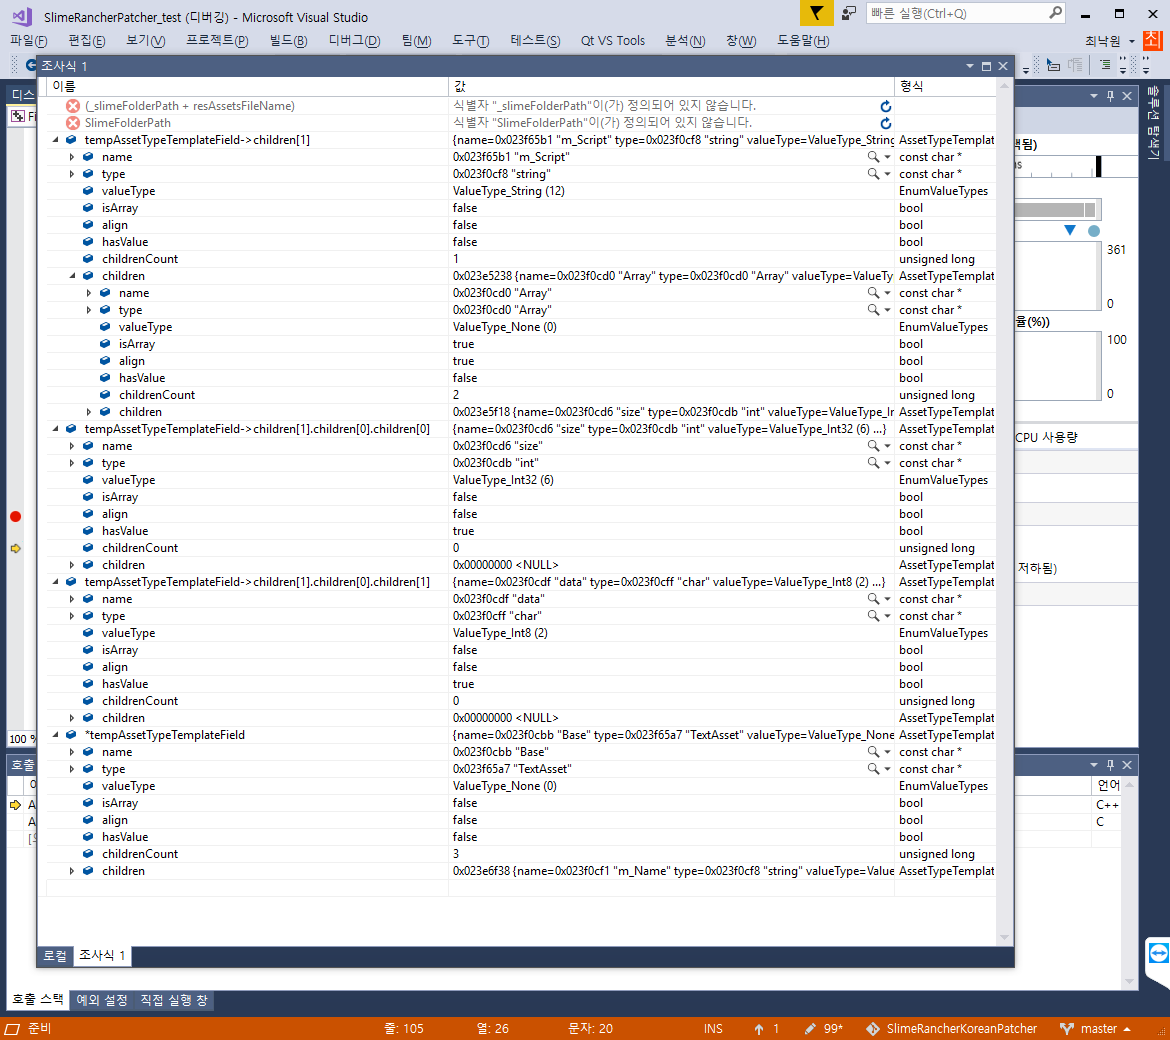 SlimeRancherPatcher_test (디버깅) - Microsoft Visual Studio
빠른 실행(Ctrl+Q)
파일(F) 편집(E) 보기(V) 프로젝트(P) 빌드(B) 디버그(D) 팀(M) 도구(T) 테스트(S) Qt VS Tools 분석(N) 창(W) 도움말(H) 최낙원 최
조사식 1
이름 값 형식
(_slimeFolderPath + resAssetsFileName) 식별자 "_slimeFolderPath"이(가) 정의되어 있지 않습니다.
SlimeFolderPath 식별자 "SlimeFolderPath"이(가) 정의되어 있지 않습니다.
tempAssetTypeTemplateField->children[1] {name=0x023f65b1 "m_Script" type=0x023f0cf8 "string" valueType=ValueType_String AssetTypeTemplat
name 0x023f65b1 "m_Script" const char *
type 0x023f0cf8 "string" const char *
valueType ValueType_String (12) EnumValueTypes
isArray false bool
align false bool
hasValue false bool
childrenCount 1 unsigned long
children 0x023e5238 {name=0x023f0cd0 "Array" type=0x023f0cd0 "Array" valueType=ValueTy AssetTypeTemplat
name 0x023f0cd0 "Array" const char *
type 0x023f0cd0 "Array" const char *
valueType ValueType_None (0) EnumValueTypes
isArray true bool
align true bool
hasValue false bool
childrenCount 2 unsigned long
children 0x023e5f18 {name=0x023f0cd6 "size" type=0x023f0cdb "int" valueType=ValueType_Ir AssetTypeTemplat
tempAssetTypeTemplateField->children[1].children[0].children[0] {name=0x023f0cd6 "size" type=0x023f0cdb "int" valueType=ValueType_Int32 (6) ...} AssetTypeTemplat
name 0x023f0cd6 "size" const char *
type 0x023f0cdb "int" const char *
valueType ValueType_Int32 (6) EnumValueTypes
isArray false bool
align false bool
hasValue true bool
childrenCount 0 unsigned long
children 0x00000000 <NULL> AssetTypeTemplat
tempAssetTypeTemplateField->children[1].children[0].children[1] {name=0x023f0cdf "data" type=0x023f0cff "char" valueType=ValueType_Int8 (2) ...} AssetTypeTemplat
name 0x023f0cdf "data" const char *
type 0x023f0cff "char" const char *
valueType ValueType_Int8 (2) EnumValueTypes
isArray false bool
align false bool
hasValue true bool
childrenCount 0 unsigned long
children 0x00000000 <NULL> AssetTypeTemplat
*tempAssetTypeTemplateField {name=0x023f0cbb "Base" type=0x023f65a7 "TextAsset" valueType=ValueType_None AssetTypeTemplat
name 0x023f0cbb "Base" const char *
type 0x023f65a7 "TextAsset" const char *
valueType ValueType_None (0) EnumValueTypes
isArray false bool
align false bool
hasValue false bool
childrenCount 3 unsigned long
children 0x023e6f38 {name=0x023f0cf1 "m_Name" type=0x023f0cf8 "string" valueType=Value AssetTypeTemplat
로컬 조사식 1
디스
솔루션 탐색기
361
0
율(%))
100
0
CPU 사용량
저하됨)
100 %
호출
언어
C++
C
호출 스택 예외 설정 직접 실행 창
준비 줄: 105 열: 26 문자: 20 INS 1 99* SlimeRancherKoreanPatcher master